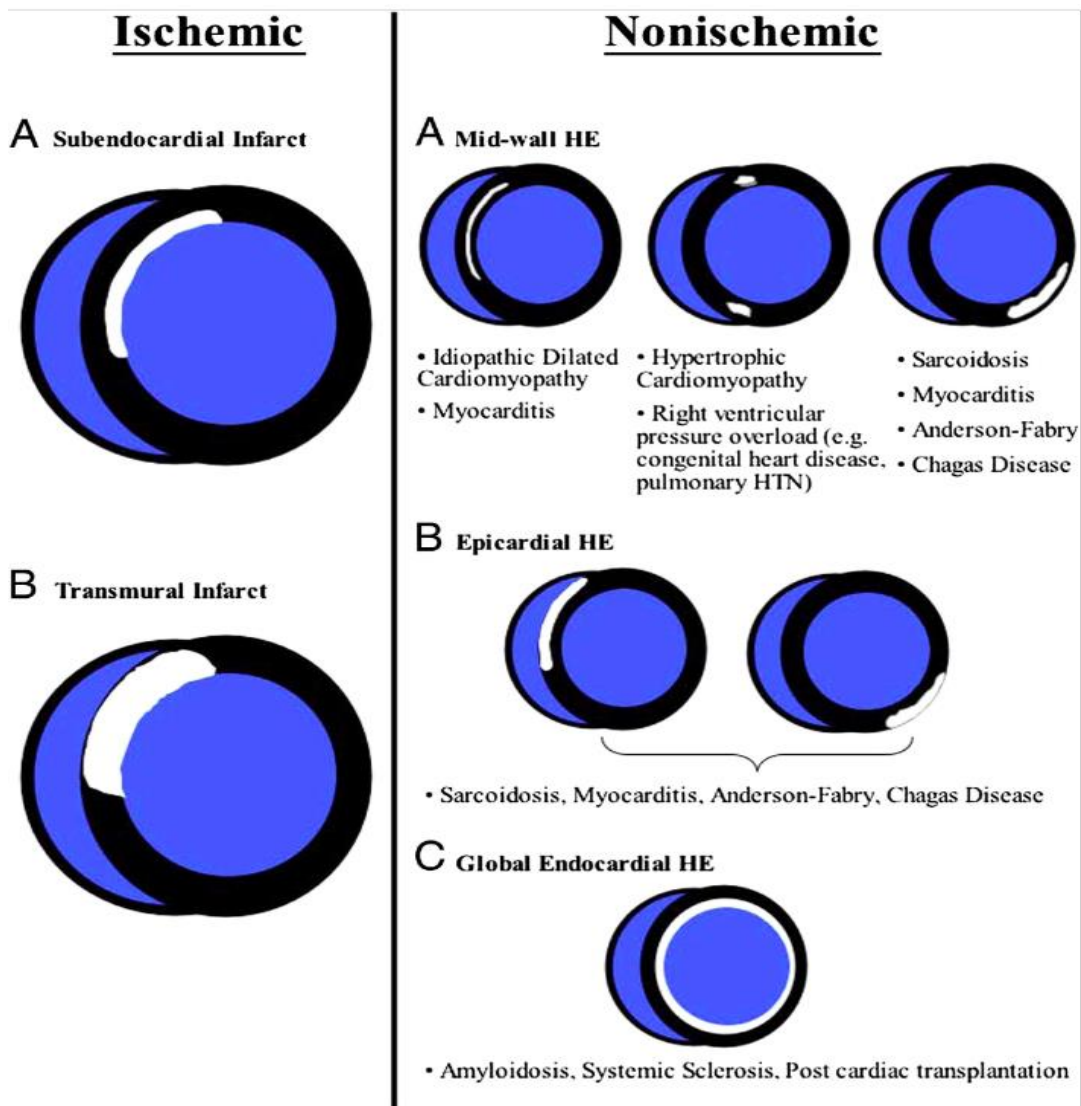 Ischemic
Nonischemic
A Subendocardial Infarct
B Transmural Infarct
A Mid-wall HE
• Idiopathic Dilated
Cardiomyopathy
• Myocarditis
• Hypertrophic
Cardiomyopathy
• Right ventricular
pressure overload (e.g.
congenital heart disease,
pulmonary HTN)
• Sarcoidosis
• Myocarditis
• Anderson-Fabry
• Chagas Disease
B Epicardial HE
• Sarcoidosis, Myocarditis, Anderson-Fabry, Chagas Disease
C Global Endocardial HE
• Amyloidosis, Systemic Sclerosis, Post cardiac transplantation